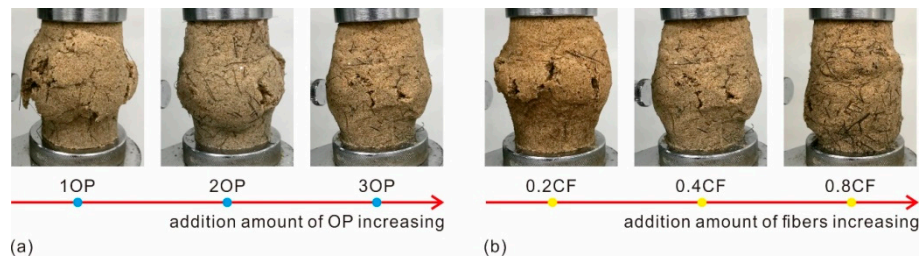 1OP 2OP 3OP
addition amount of OP increasing
(a)
0.2CF 0.4CF 0.8CF
addition amount of fibers increasing
(b)